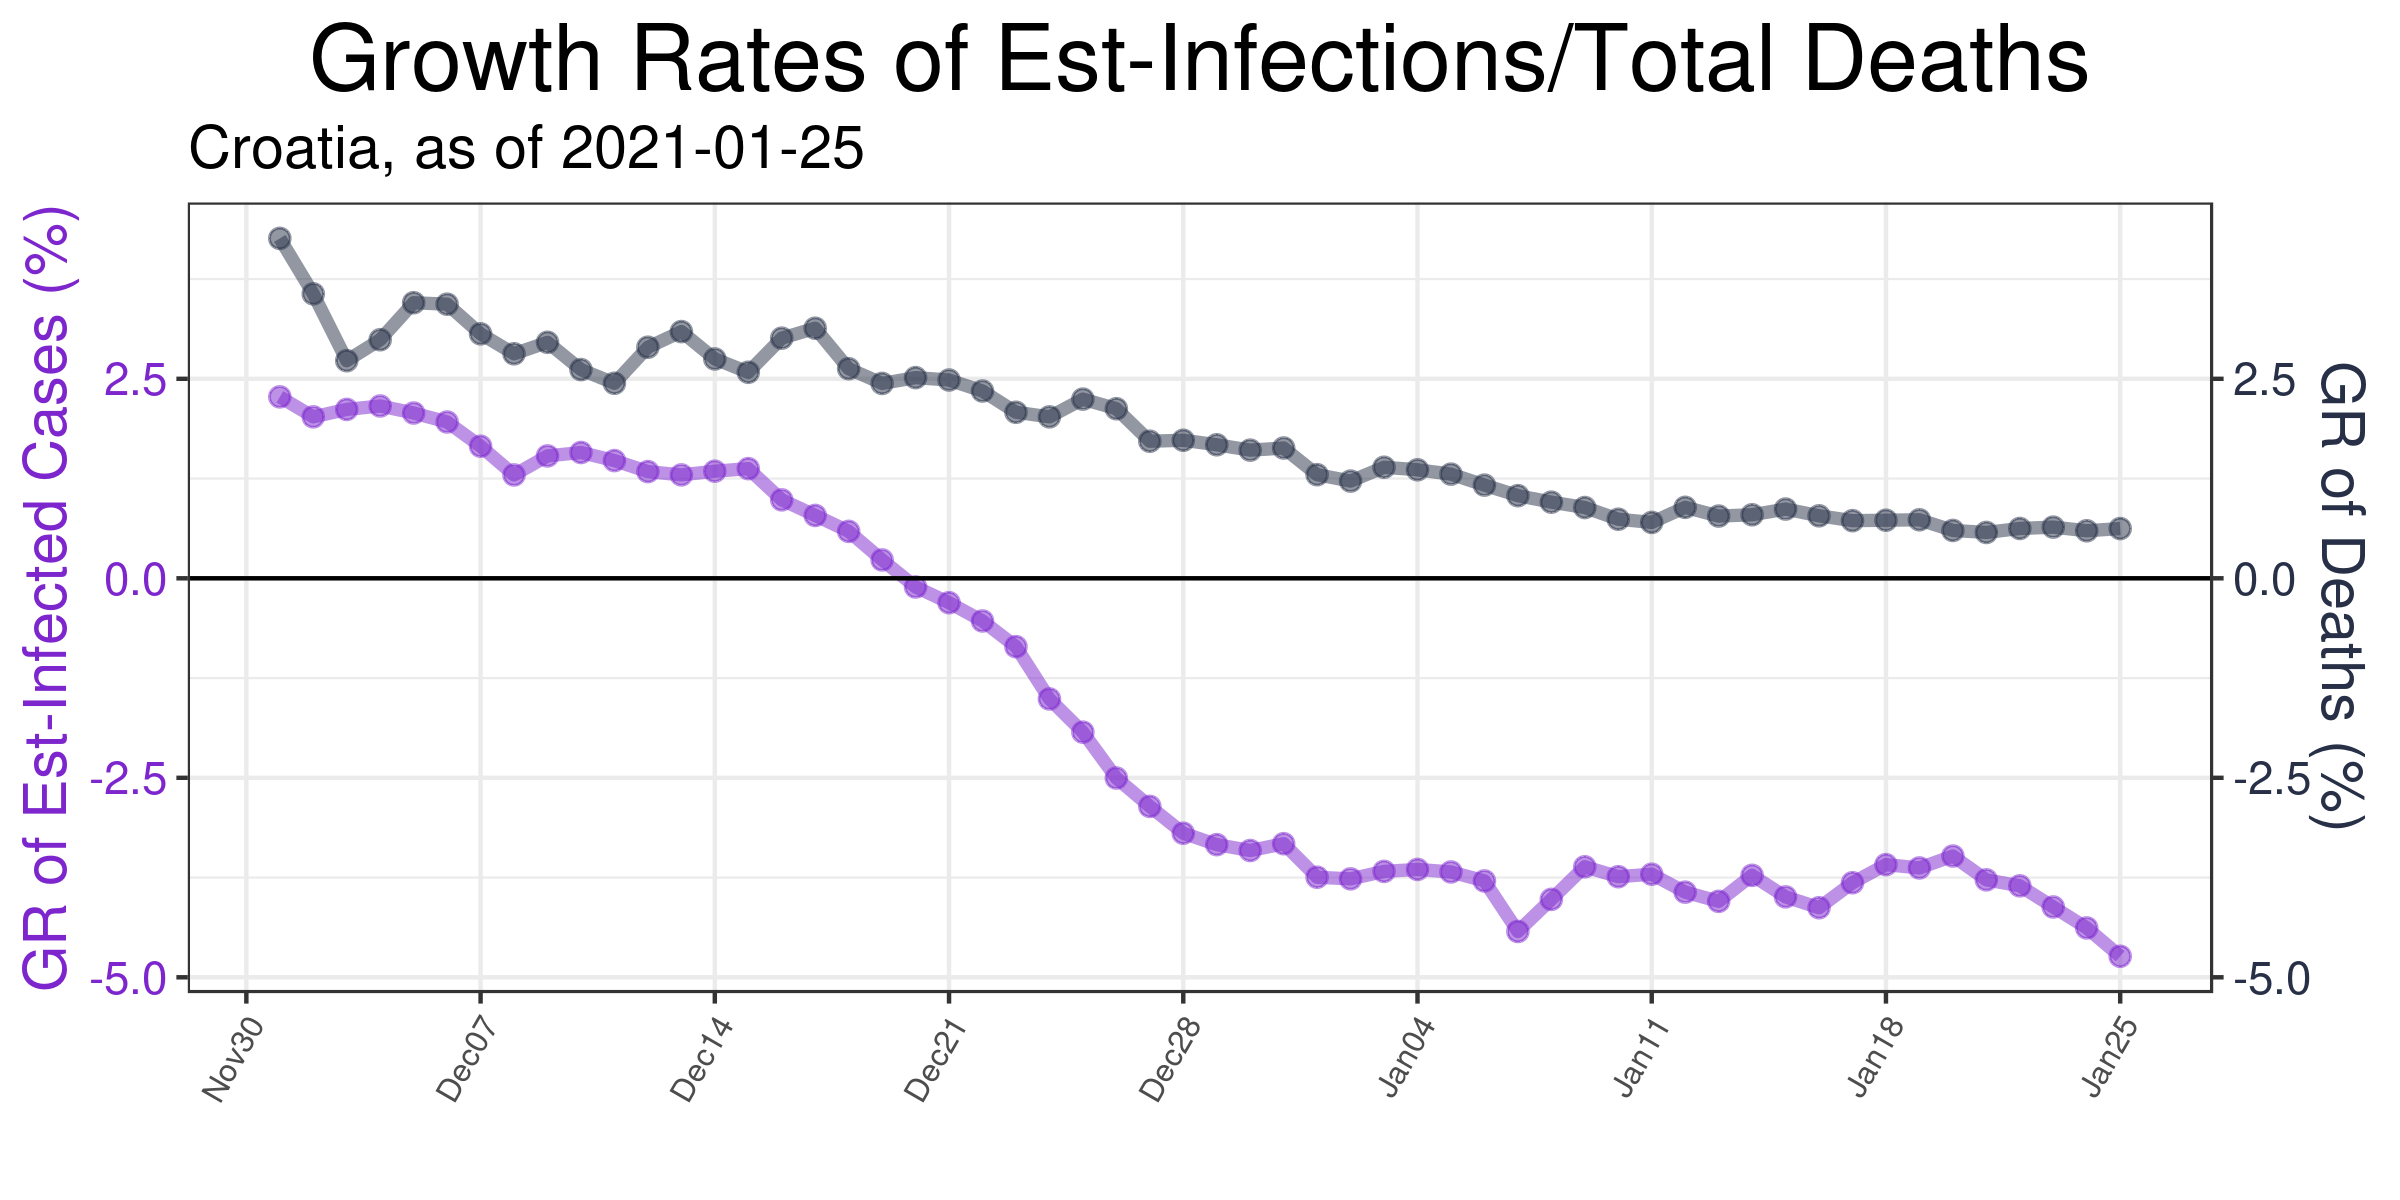 Growth Rates of Est-Infections/Total Deaths
Croatia, as of 2021-01-25
GR of Est-Infected Cases (%)
2.5
0.0
-2.5
-5.0
2.5
0.0
-2.5
-5.0
GR of Deaths (%)
Nov30
Dec07
Dec14
Dec21
Dec28
Jan04
Jan11
Jan18
Jan25